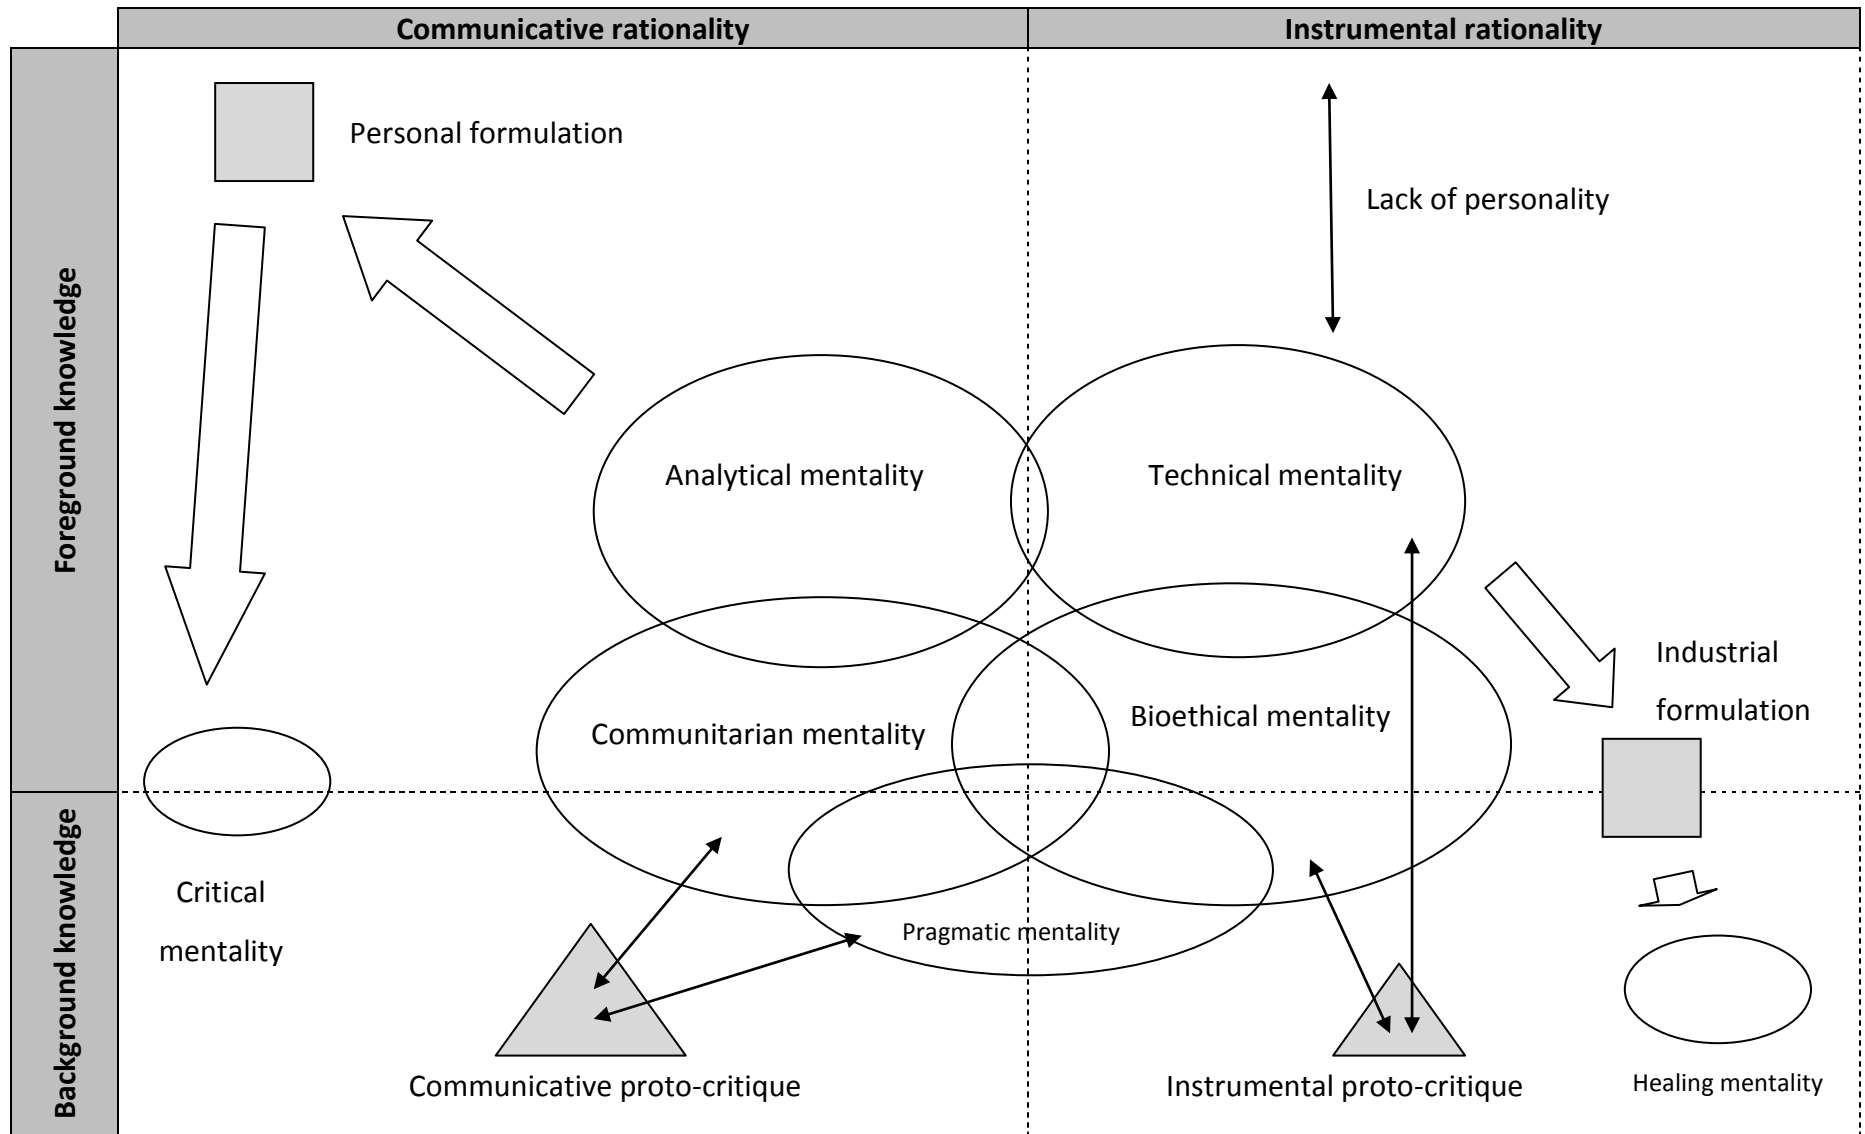 Communicative rationality
Instrumental rationality
Foreground knowledge
Personal formulation
Lack of personality
Analytical mentality
Technical mentality
Communitarian mentality
Bioethical mentality
Industrial
formulation
Background knowledge
Critical
mentality
Pragmatic mentality
Communicative proto-critique
Instrumental proto-critique
Healing mentality